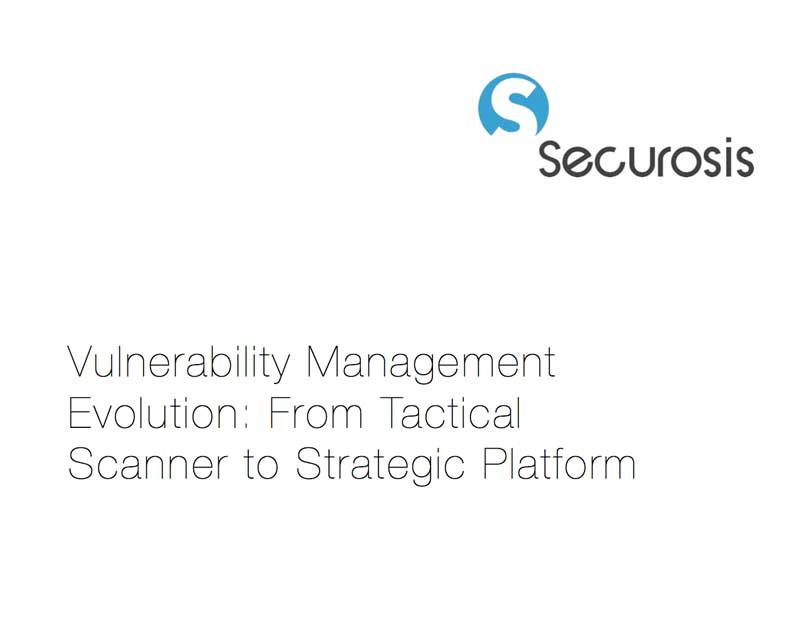 Securosis
Vulnerability Management
Evolution: From Tactical
Scanner to Strategic Platform